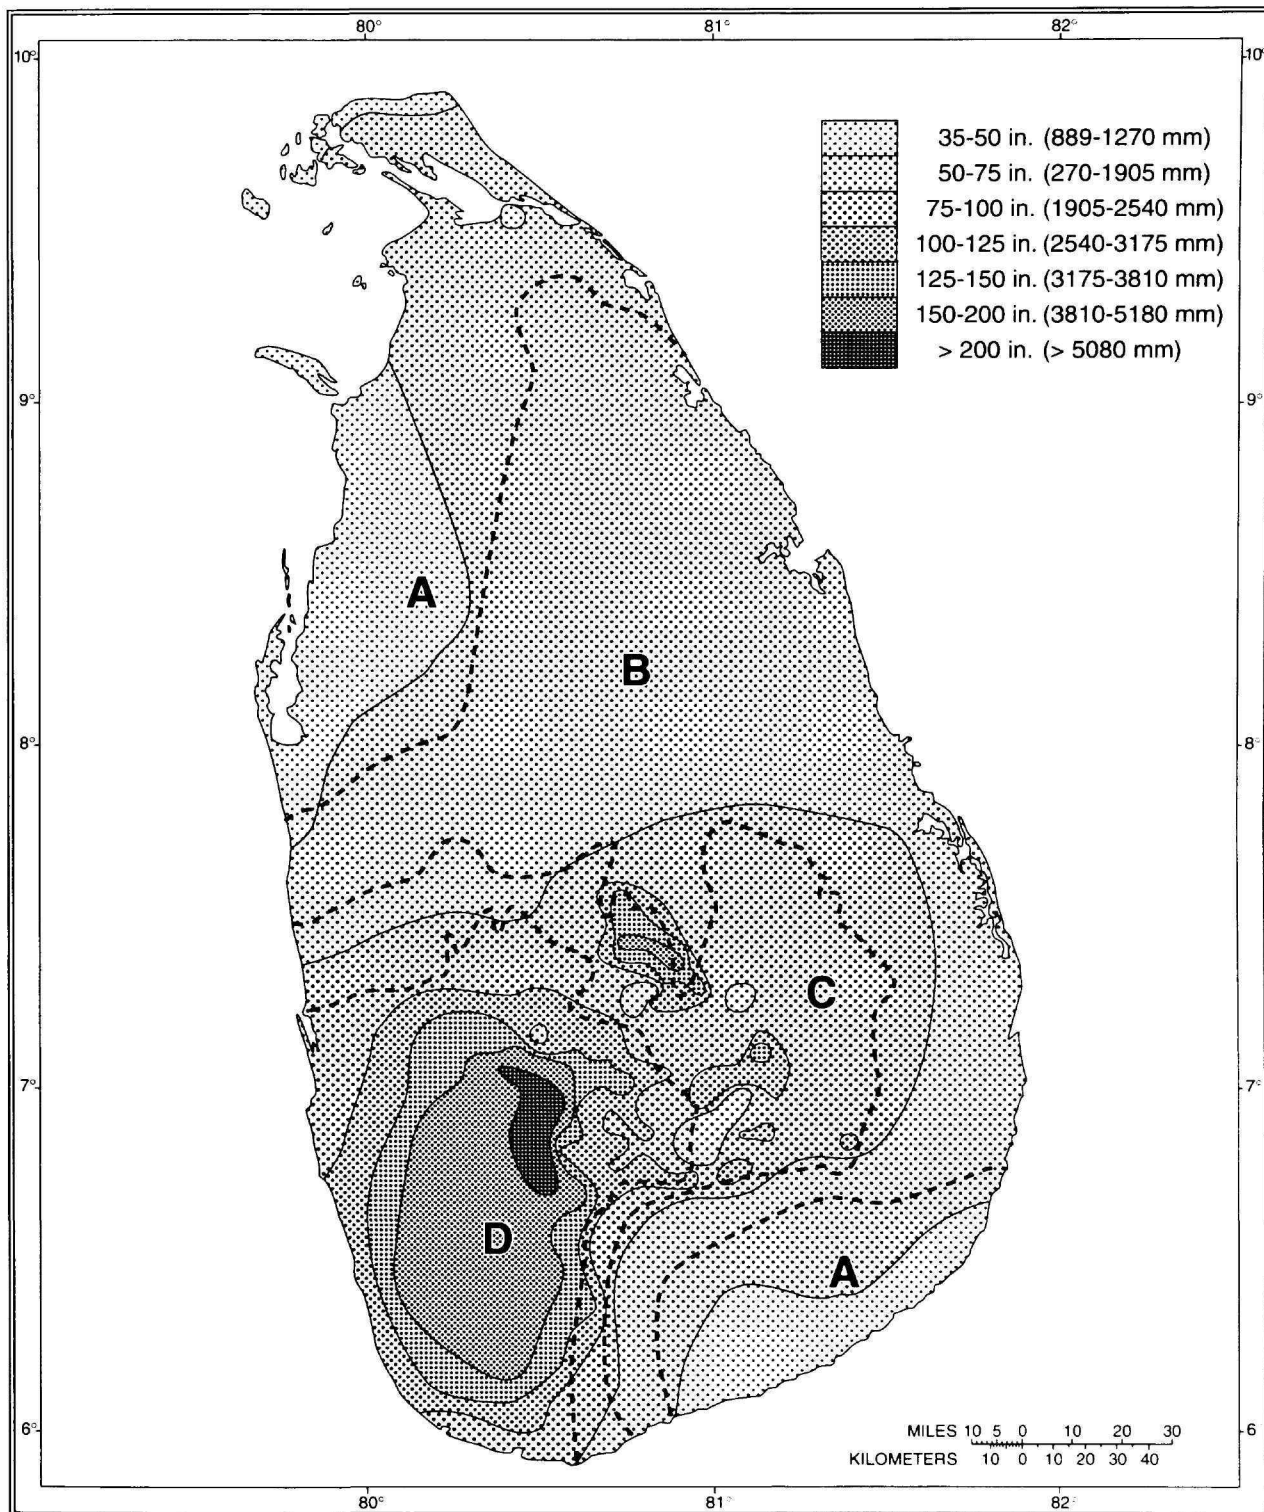 80° 81° 82°
10° 10°
35-50 in. (889-1270 mm)
50-75 in. (270-1905 mm)
75-100 in. (1905-2540 mm)
100-125 in. (2540-3175 mm)
125-150 in. (3175-3810 mm)
150-200 in. (3810-5180 mm)
> 200 in. (> 5080 mm)
9° 9°
A
B
8° 8°
C
7° 7°
D
A
6° 6
MILES 10 5 0 10 20 30
KILOMETERS 10 0 10 20 30 40
80° 81° 82°